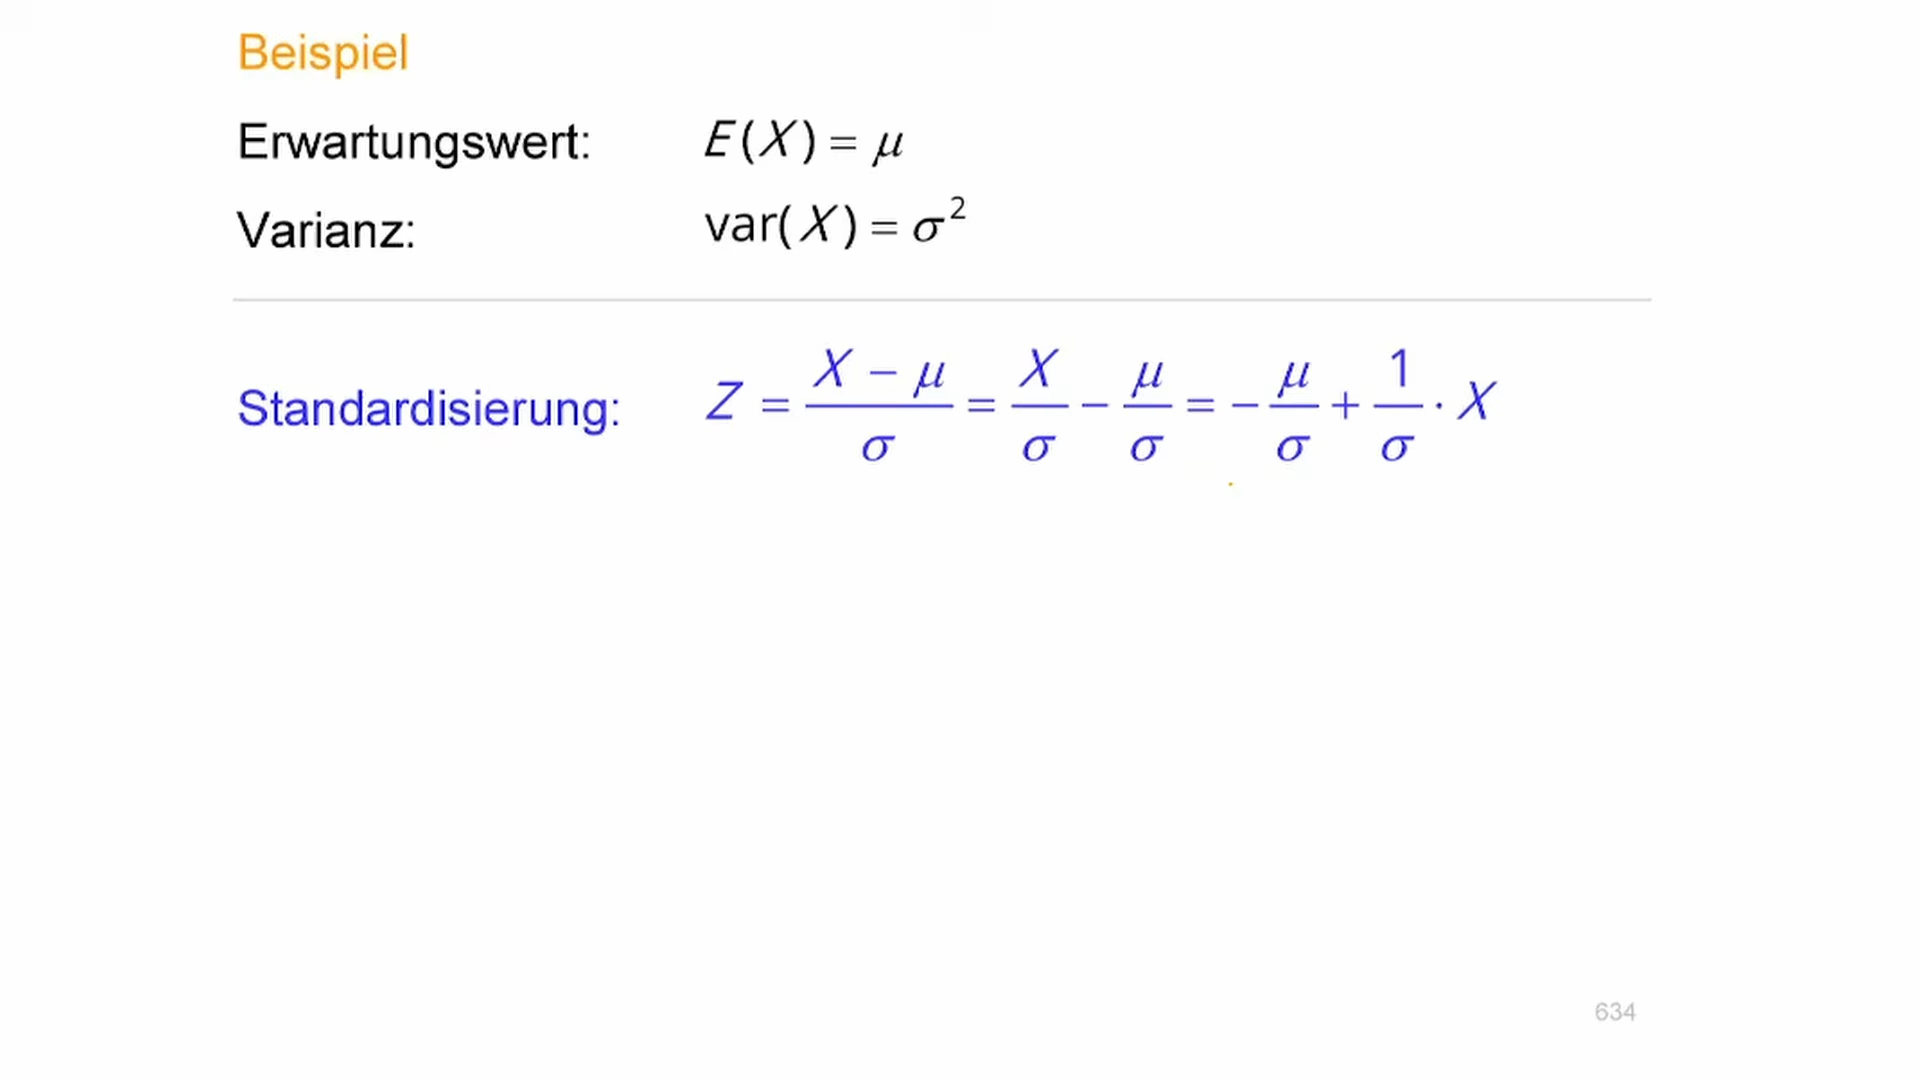 Beispiel
Erwartungswert: E(X) = μ
Varianz: var(X) = σ²
Standardisierung: Z = (X − μ)/σ = X/σ − μ/σ = −μ/σ + 1/σ · X
634